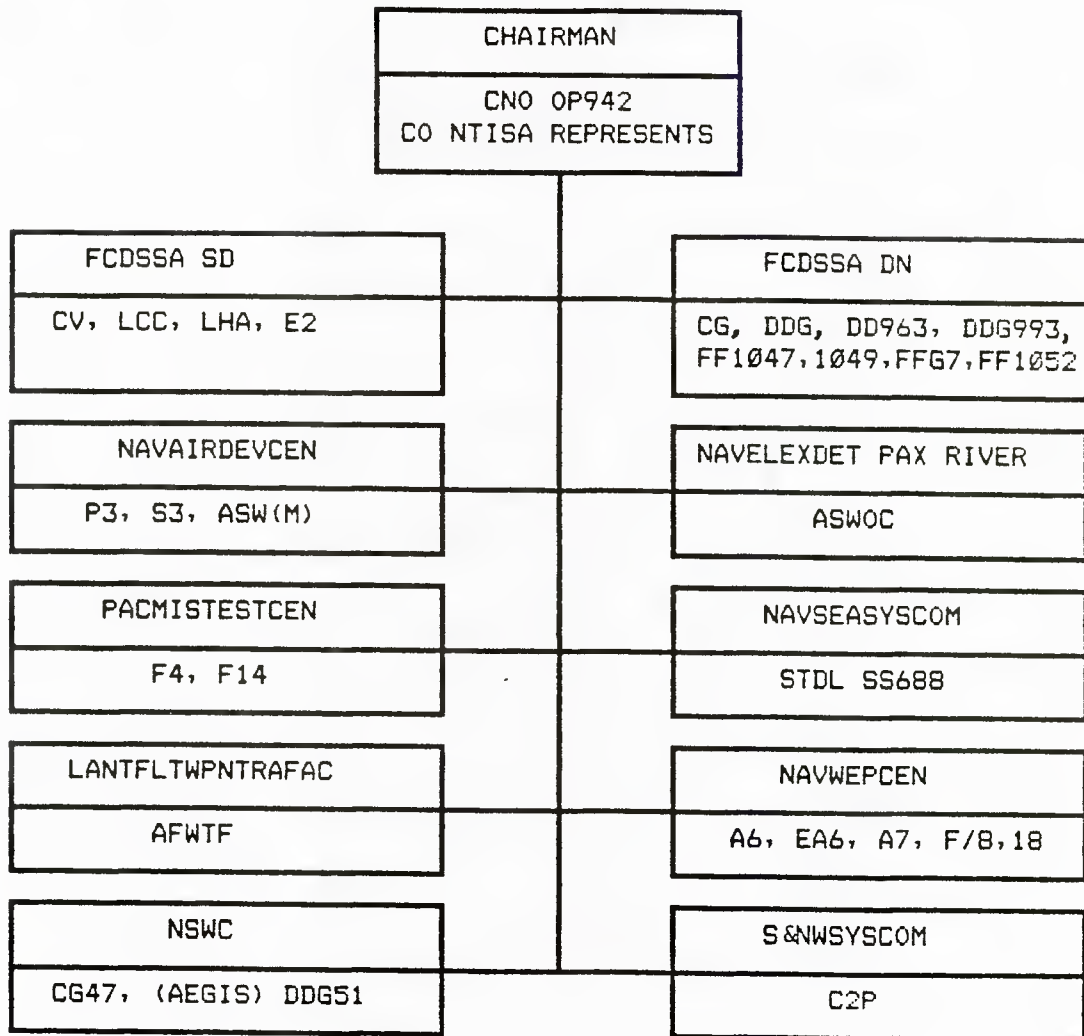 CHAIRMAN
CNO OP942
CO NTISA REPRESENTS
FCDSSA SD
CV, LCC, LHA, E2
FCDSSA DN
CG, DDG, DD963, DDG993,
FF1047,1049,FFG7,FF1052
NAVAIRDEVCEN
P3, S3, ASW(M)
NAVELEXDET PAX RIVER
ASWOC
PACMISTESTCEN
F4, F14
NAVSEASYSCOM
STDL SS688
LANTFLTWPNTRAFAC
AFWTF
NAVWEPCEN
A6, EA6, A7, F/8,18
NSWC
CG47, (AEGIS) DDG51
S&NWSYSCOM
C2P